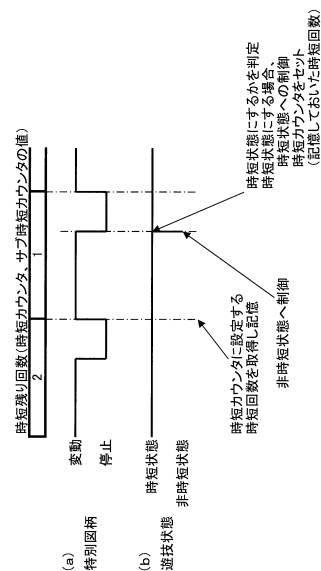 時短残り回数(時短カウンタ、サブ時短カウンタの値)
2
1
(a)
特別図柄
変動
停止
(b)
遊技状態
時短状態
非時短状態
時短カウンタに設定する
時短回数を取得し記憶
非時短状態へ制御
時短状態にするかを判定
時短状態にする場合、
時短状態への制御
時短カウンタをセット
(記憶しておいた時短回数)